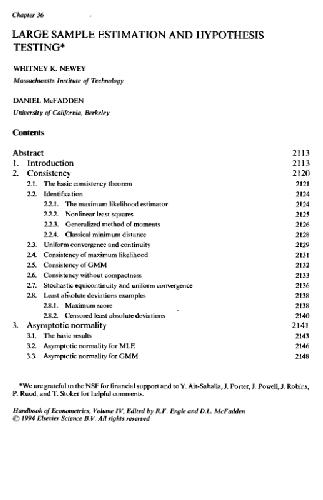 Chapter 36
LARGE SAMPLE ESTIMATION AND HYPOTHESIS
TESTING*
WHITNEY K. NEWEY
Massachusetts Institute of Technology
DANIEL McFADDEN
University of California, Berkeley
Contents
Abstract 2113
1. Introduction 2113
2. Consistency 2120
2.1. The basic consistency theorem 2121
2.2. Identification 2124
2.2.1. The maximum likelihood estimator 2124
2.2.2. Nonlinear least squares 2125
2.2.3. Generalized method of moments 2126
2.2.4. Classical minimum distance 2128
2.3. Uniform convergence and continuity 2129
2.4. Consistency of maximum likelihood 2131
2.5. Consistency of GMM 2132
2.6. Consistency without compactness 2133
2.7. Stochastic equicontinuity and uniform convergence 2136
2.8. Least absolute deviations examples 2138
2.8.1. Maximum score 2138
2.8.2. Censored least absolute deviations 2140
3. Asymptotic normality 2141
3.1. The basic results 2143
3.2. Asymptotic normality for MLE 2146
3.3. Asymptotic normality for GMM 2148
*We are grateful to the NSF for financial support and to Y. Ait-Sahalia, J. Porter, J. Powell, J. Robins,
P. Ruud, and T. Stoker for helpful comments.
Handbook of Econometrics, Volume IV, Edited by R.F. Engle and D.L. McFadden
© 1994 Elsevier Science B.V. All rights reserved